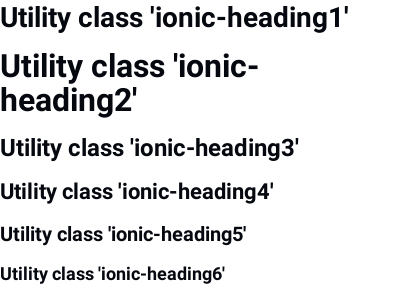 Utility class 'ionic-heading1'
Utility class 'ionic-
heading2'
Utility class 'ionic-heading3'
Utility class 'ionic-heading4'
Utility class 'ionic-heading5'
Utility class 'ionic-heading6'